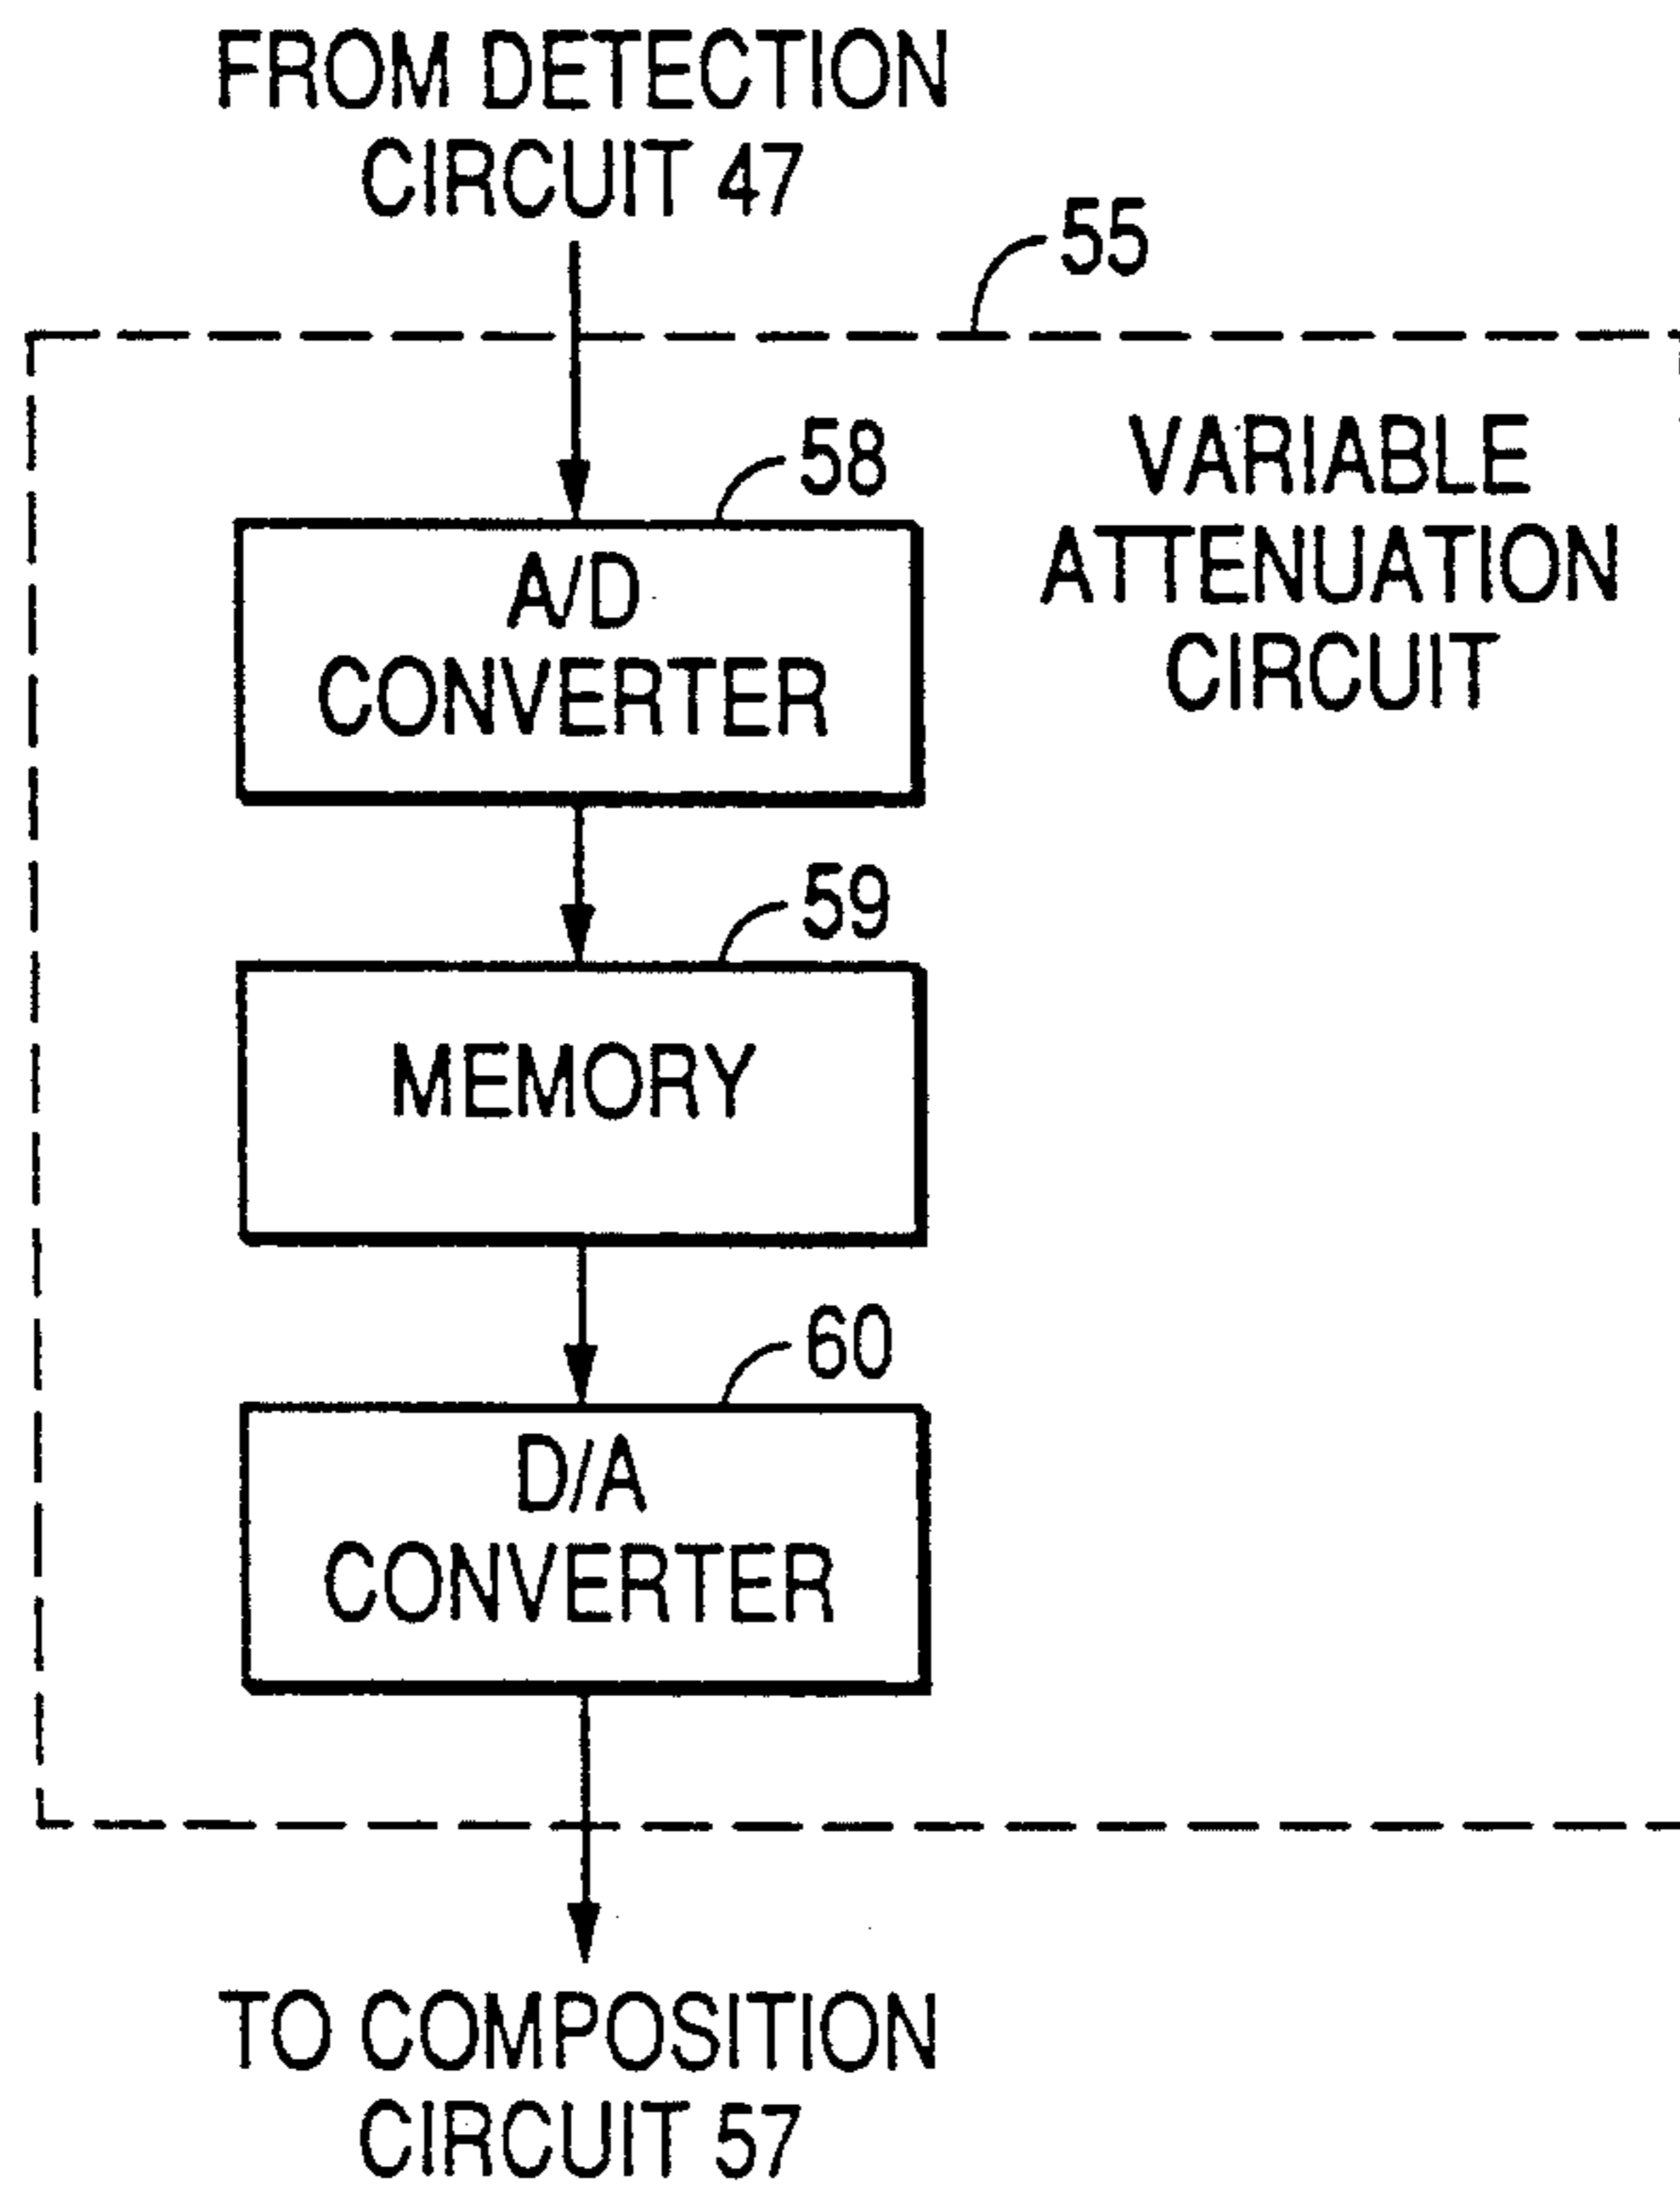 FROM DETECTION
CIRCUIT 47
55
VARIABLE
ATTENUATION
CIRCUIT
58
A/D
CONVERTER
59
MEMORY
60
D/A
CONVERTER
TO COMPOSITION
CIRCUIT 57